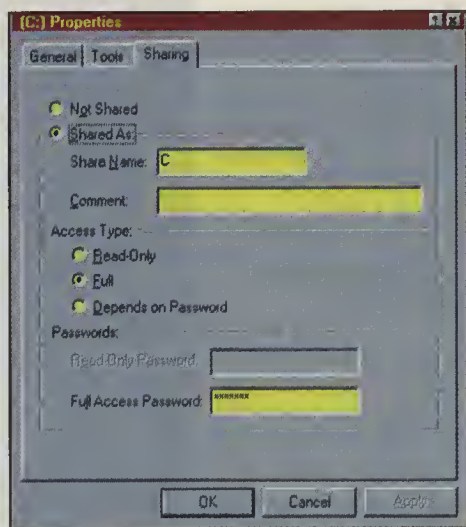 (C:) Properties
General Tools Sharing
Not Shared
Shared As:
Share Name: C
Comment:
Access Type:
Read-Only
Full
Depends on Password
Passwords:
Read-Only Password:
Full Access Password: *******
OK Cancel Apply